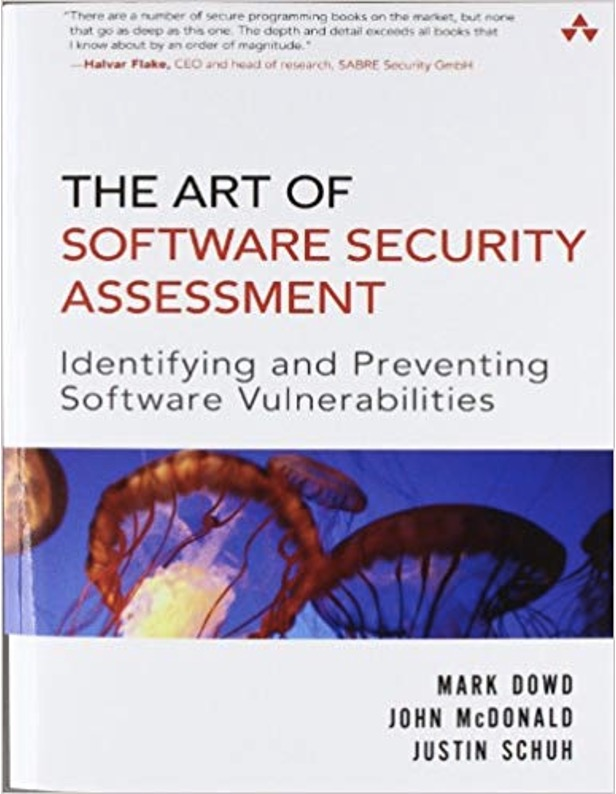 "There are a number of secure programming books on the market, but none
that go as deep as this one. The depth and detail exceeds all books that
I know about by an order of magnitude."
—Halvar Flake, CEO and head of research, SABRE Security GmbH
THE ART OF
SOFTWARE SECURITY
ASSESSMENT
Identifying and Preventing
Software Vulnerabilities
MARK DOWD
JOHN McDONALD
JUSTIN SCHUH